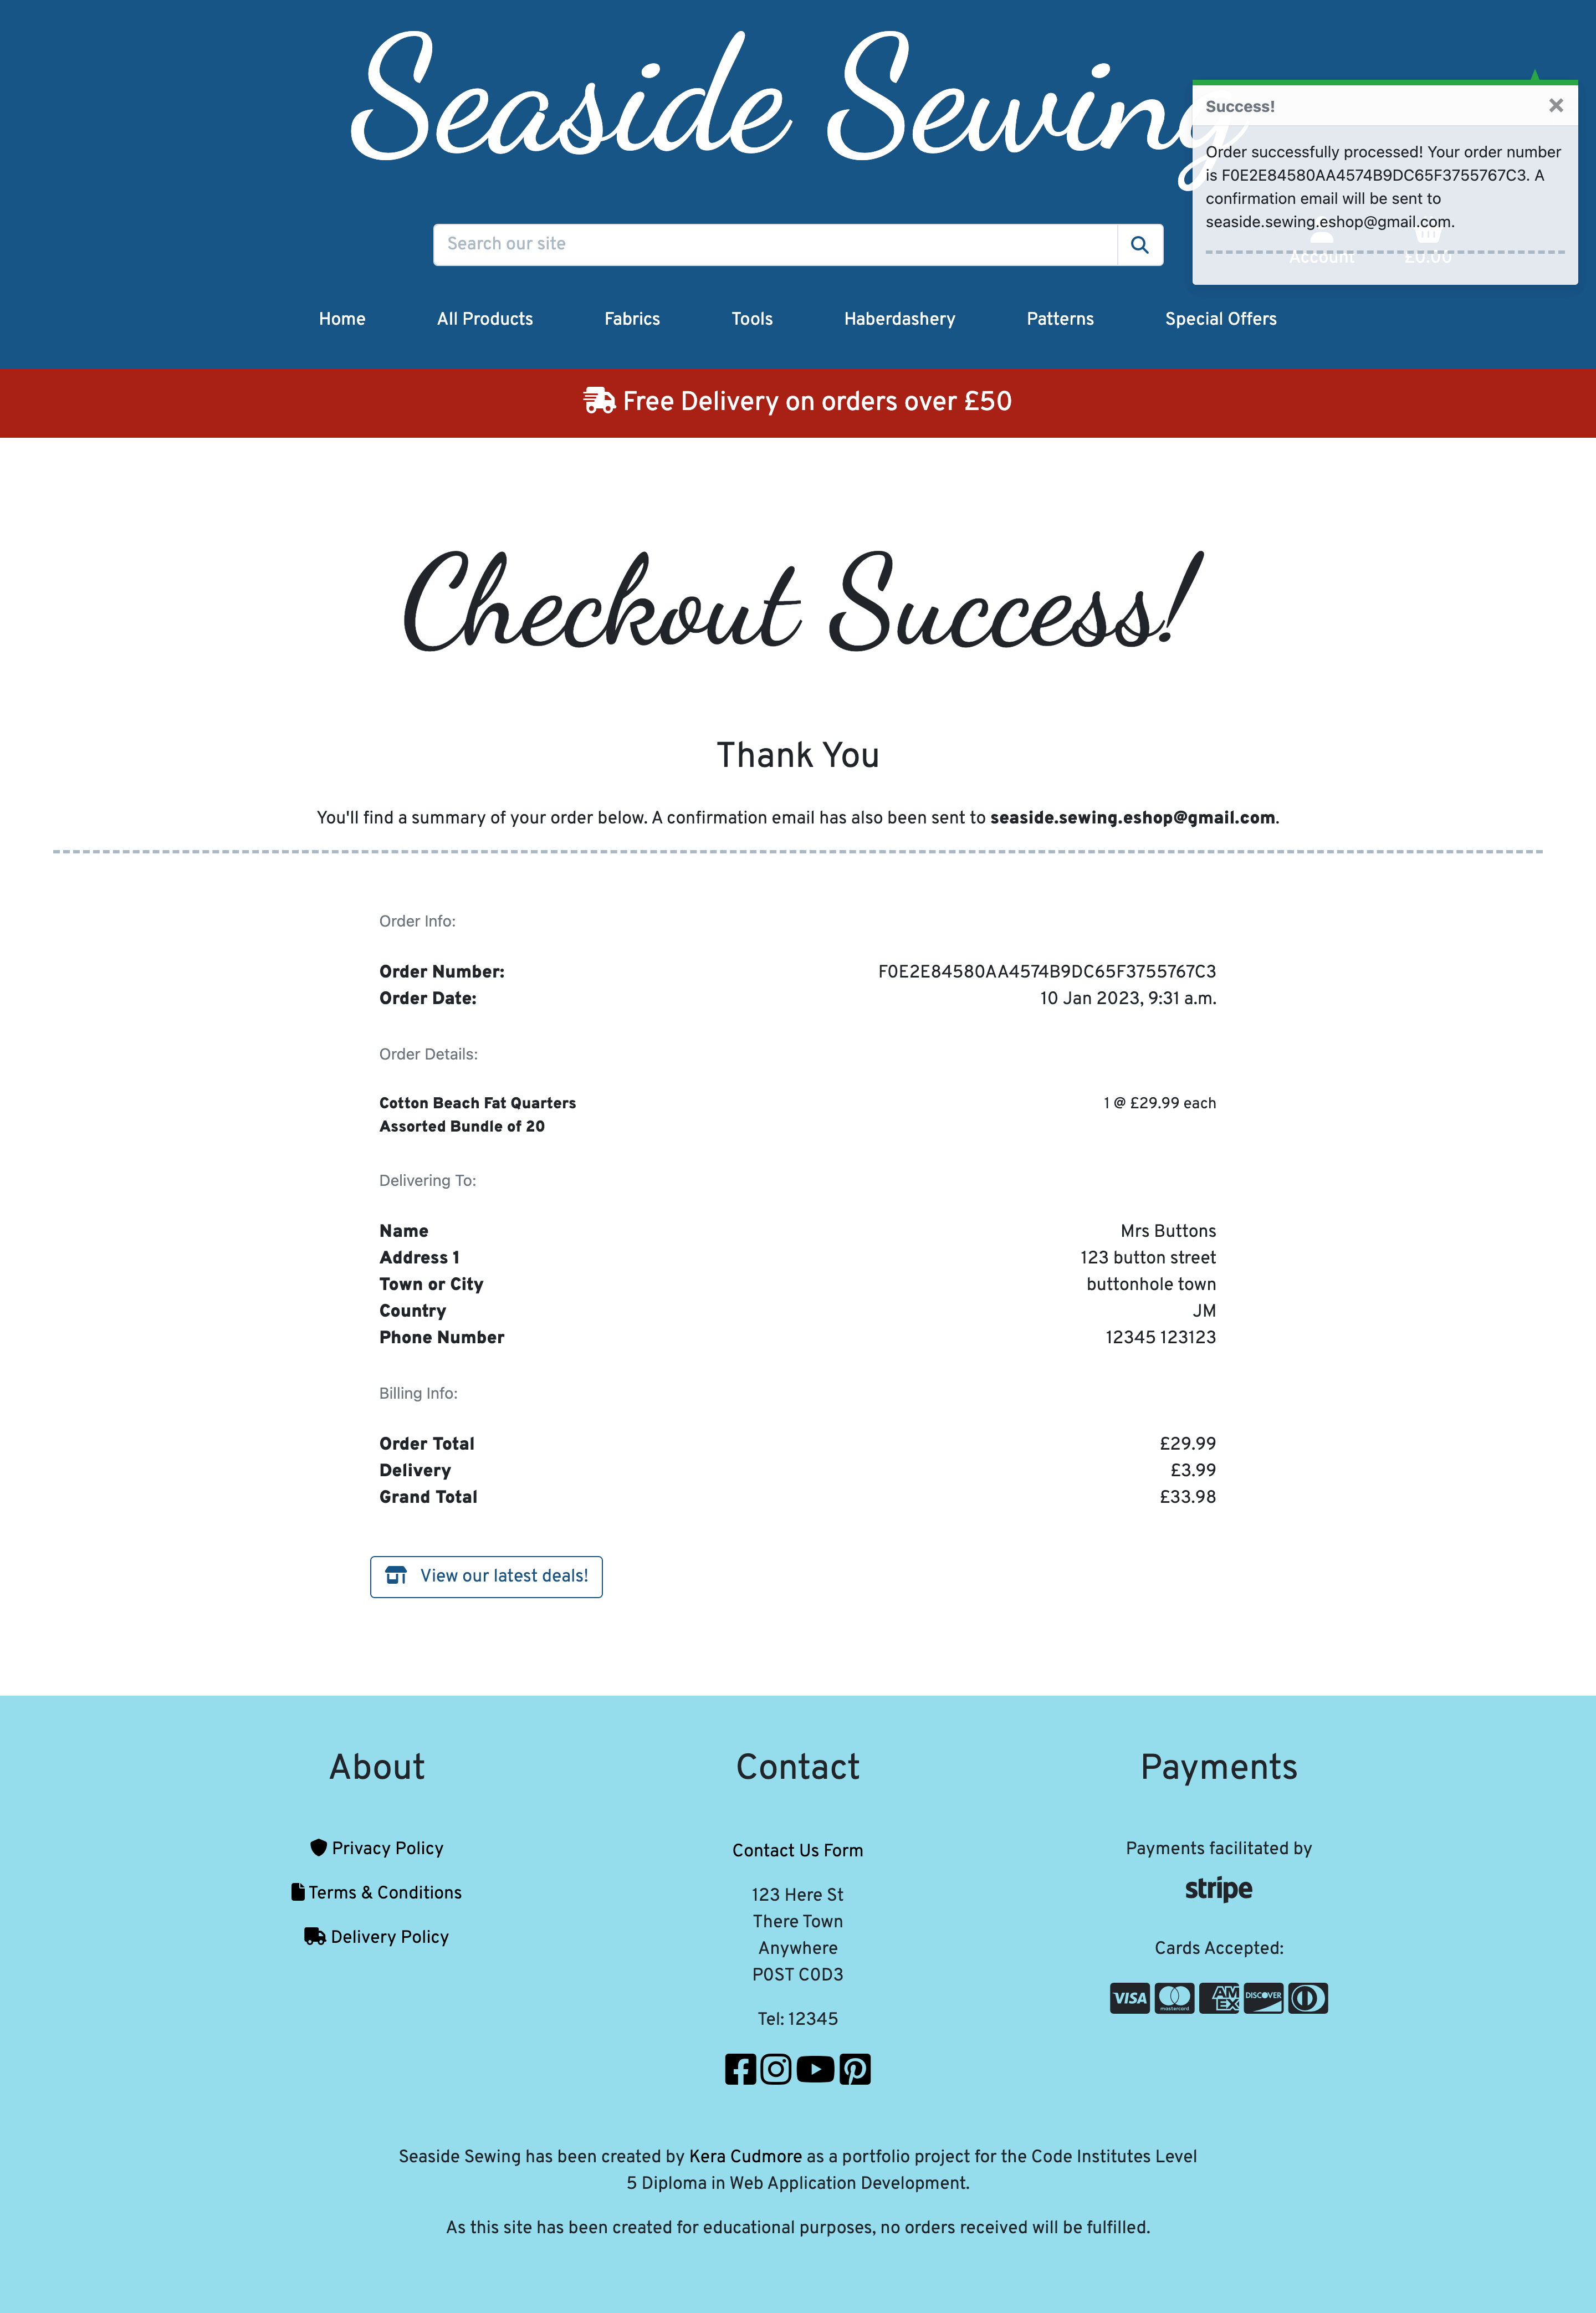 Seaside Sewing
Success!
Order successfully processed! Your order number
is F0E2E84580AA4574B9DC65F3755767C3. A
confirmation email will be sent to
seaside.sewing.eshop@gmail.com.
Search our site
Account
£0.00
Home
All Products
Fabrics
Tools
Haberdashery
Patterns
Special Offers
Free Delivery on orders over £50
Checkout Success!
Thank You
You'll find a summary of your order below. A confirmation email has also been sent to seaside.sewing.eshop@gmail.com.
Order Info:
Order Number: F0E2E84580AA4574B9DC65F3755767C3
Order Date: 10 Jan 2023, 9:31 a.m.
Order Details:
Cotton Beach Fat Quarters 1 @ £29.99 each
Assorted Bundle of 20
Delivering To:
Name Mrs Buttons
Address 1 123 button street
Town or City buttonhole town
Country JM
Phone Number 12345 123123
Billing Info:
Order Total £29.99
Delivery £3.99
Grand Total £33.98
View our latest deals!
About
Privacy Policy
Terms & Conditions
Delivery Policy
Contact
Contact Us Form
123 Here St
There Town
Anywhere
P0ST C0D3
Tel: 12345
Payments
Payments facilitated by
stripe
Cards Accepted:
VISA
mastercard
AM
EX
DISCOVER
Seaside Sewing has been created by Kera Cudmore as a portfolio project for the Code Institutes Level
5 Diploma in Web Application Development.
As this site has been created for educational purposes, no orders received will be fulfilled.